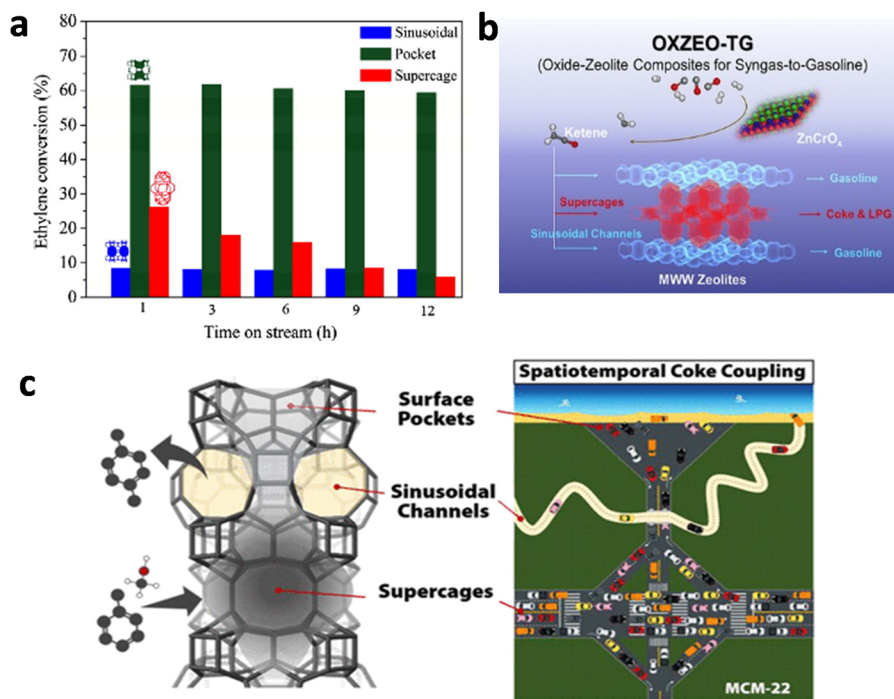 a
80
70
60
50
40
30
20
10
0
Ethylene conversion (%)
Sinusoidal
Pocket
Supercage
1 3 6 9 12
Time on stream (h)
b
OXZEO-TG
(Oxide-Zeolite Composites for Syngas-to-Gasoline)
Ketene
ZnCrOₓ
Gasoline
Supercages
Coke & LPG
Sinusoidal Channels
Gasoline
MWW Zeolites
c
Surface
Pockets
Sinusoidal
Channels
Supercages
Spatiotemporal Coke Coupling
MCM-22